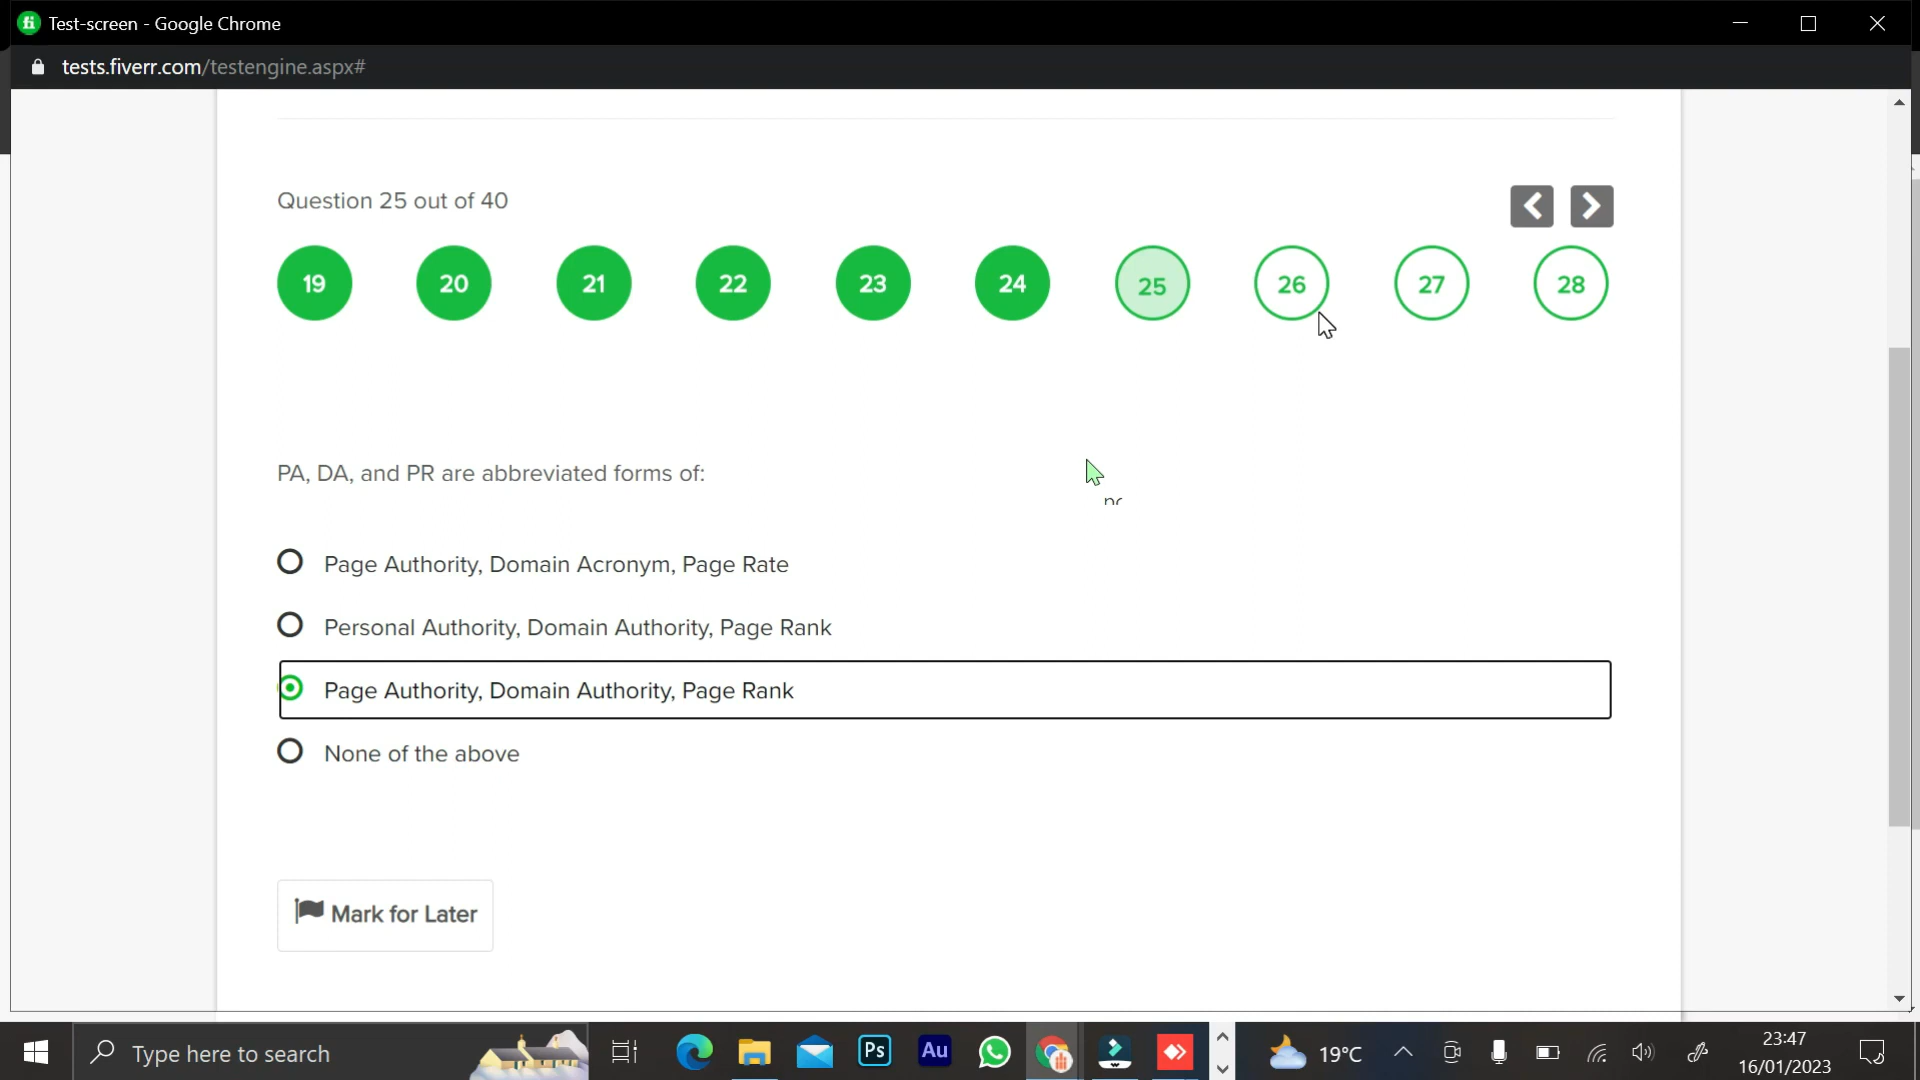 Test-screen - Google Chrome
tests.fiverr.com/testengine.aspx#
Question 25 out of 40
19 20 21 22 23 24 25 26 27 28
PA, DA, and PR are abbreviated forms of:
Page Authority, Domain Acronym, Page Rate
Personal Authority, Domain Authority, Page Rank
Page Authority, Domain Authority, Page Rank
None of the above
Mark for Later
Type here to search
Ps
Au
19°C
23:47
16/01/2023